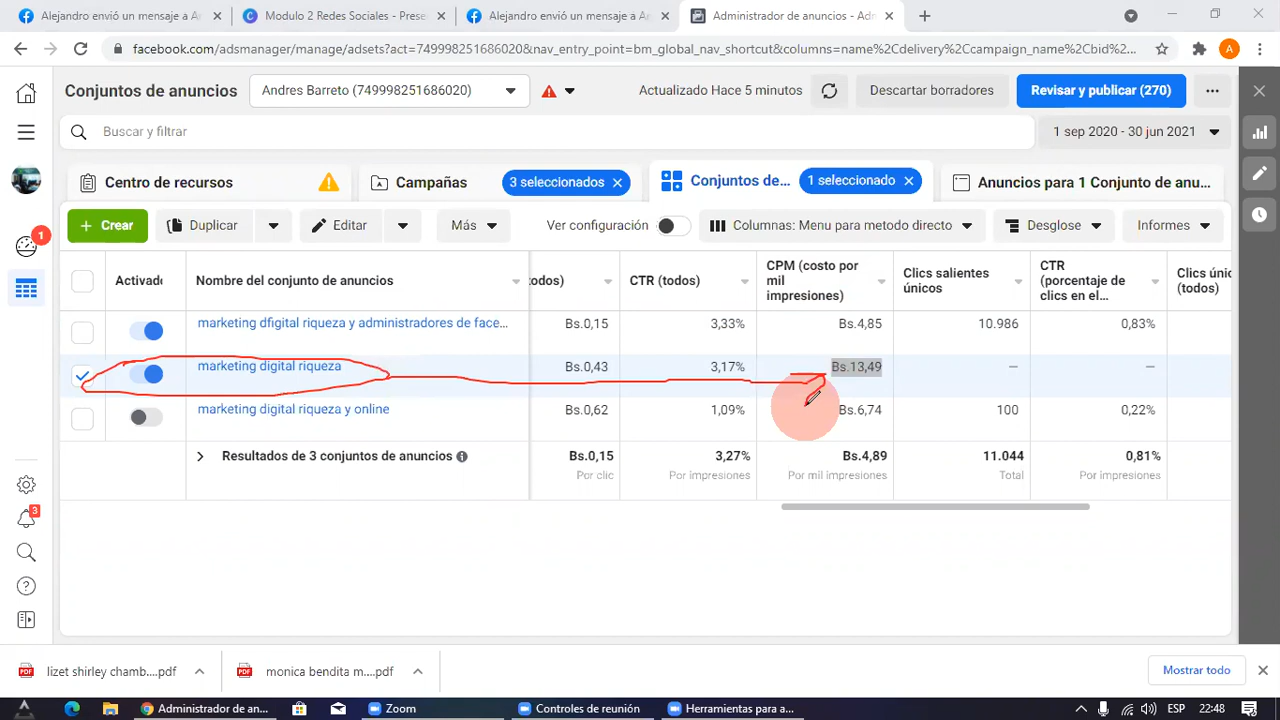 Alejandro envió un mensaje a A
Modulo 2 Redes Sociales - Pres
Alejandro envió un mensaje a A
Administrador de anuncios - Adm
facebook.com/adsmanager/manage/adsets?act=749998251686020&nav_entry_point=bm_global_nav_shortcut&columns=name%2Cdelivery%2Ccampaign_name%2Cbid%2C...
A
Conjuntos de anuncios
Andres Barreto (749998251686020)
Actualizado Hace 5 minutos
Descartar borradores
Revisar y publicar (270)
Buscar y filtrar
1 sep 2020 - 30 jun 2021
Centro de recursos
Campañas
3 seleccionados
Conjuntos de...
1 seleccionado
Anuncios para 1 Conjunto de anu...
1
+ Crear
Duplicar
Editar
Más
Ver configuración
Columns: Menu para metodo directo
Desglose
Informes
Activado
Nombre del conjunto de anuncios
todos)
CTR (todos)
CPM (costo por
mil
impresiones)
Clics salientes
únicos
CTR
(porcentaje de
clics en el...
Clics úni
(todos)
marketing dfigital riqueza y administradores de face...
Bs.0,15
3,33%
Bs.4,85
10.986
0,83%
marketing digital riqueza
Bs.0,43
3,17%
Bs.13,49
—
—
marketing digital riqueza y online
Bs.0,62
1,09%
Bs.6,74
100
0,22%
Resultados de 3 conjuntos de anuncios
Bs.0,15
3,27%
Bs.4,89
11.044
0,81%
Por clic
Por impresiones
Por mil impresiones
Total
Por impresiones
3
lizet shirley chamb....pdf
monica bendita m....pdf
Mostrar todo
Administrador de an...
Zoom
Controles de reunión
Herramientas para a...
ESP
22:48